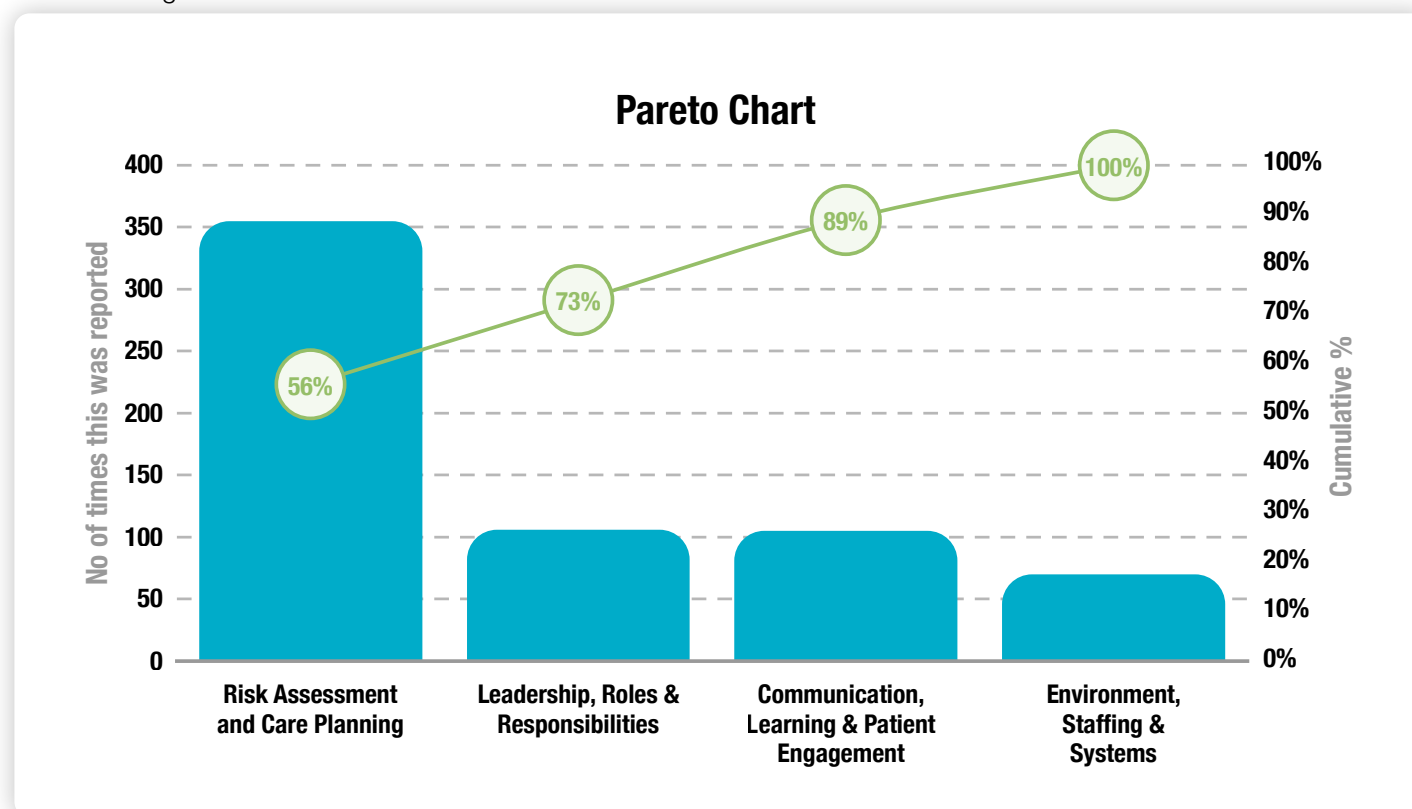 Pareto Chart
400
350
300
250
200
150
100
50
0
No of times this was reported
56%
73%
89%
100%
100%
90%
80%
70%
60%
50%
40%
30%
20%
10%
0%
Cumulative %
Risk Assessment
and Care Planning
Leadership, Roles &
Responsibilities
Communication,
Learning & Patient
Engagement
Environment,
Staffing &
Systems